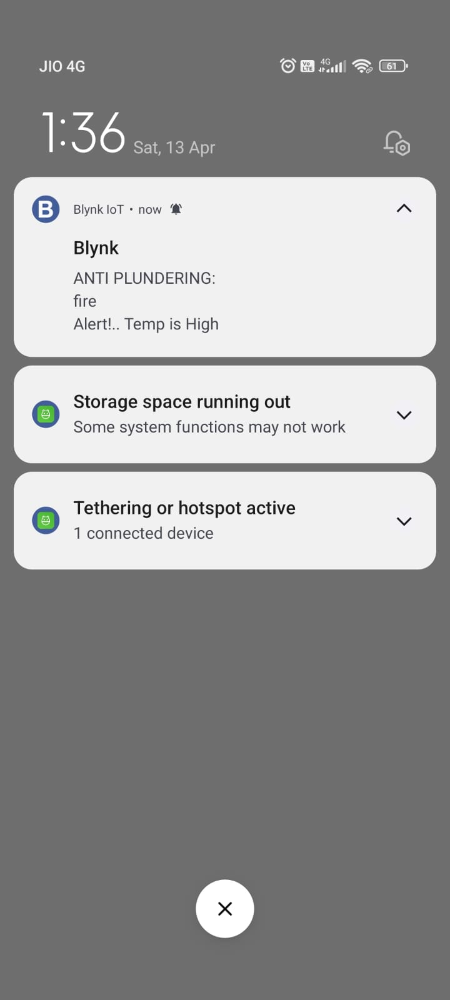 JIO 4G
Vo LTE
4G
61
1:36 Sat, 13 Apr
B
Blynk IoT • now
Blynk
ANTI PLUNDERING:
fire
Alert!.. Temp is High
Storage space running out
Some system functions may not work
Tethering or hotspot active
1 connected device